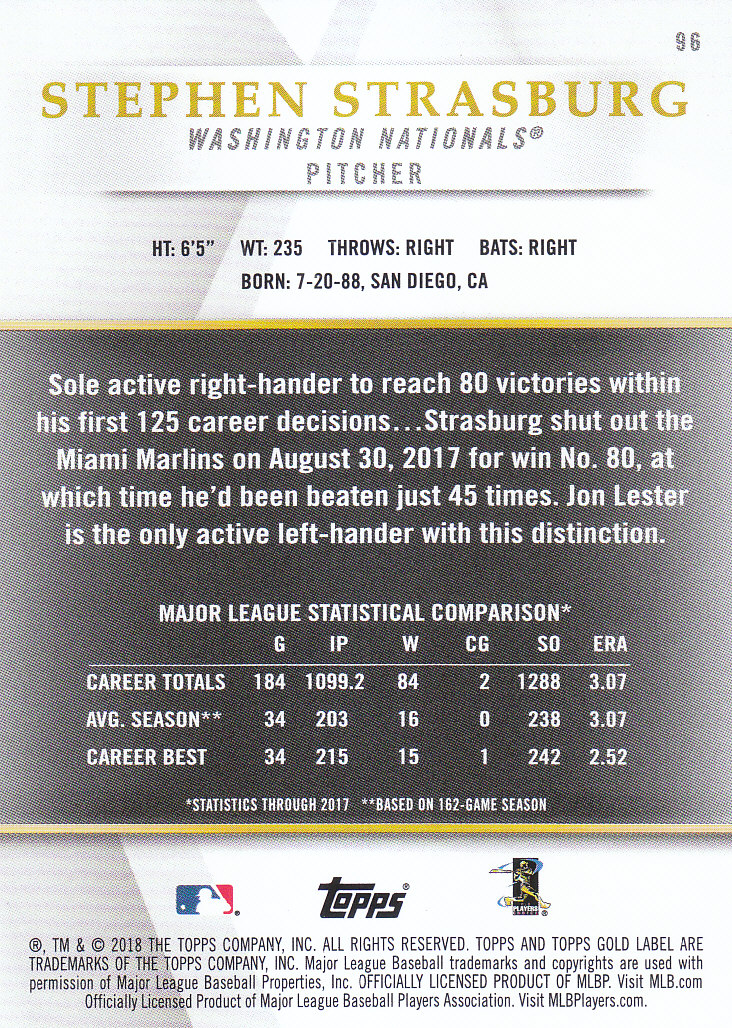 96
STEPHEN STRASBURG
WASHINGTON NATIONALS®
PITCHER
HT: 6'5" WT: 235 THROWS: RIGHT BATS: RIGHT
BORN: 7-20-88, SAN DIEGO, CA
Sole active right-hander to reach 80 victories within
his first 125 career decisions...Strasburg shut out the
Miami Marlins on August 30, 2017 for win No. 80, at
which time he'd been beaten just 45 times. Jon Lester
is the only active left-hander with this distinction.
MAJOR LEAGUE STATISTICAL COMPARISON*
G IP W CG SO ERA
CAREER TOTALS 184 1099.2 84 2 1288 3.07
AVG. SEASON** 34 203 16 0 238 3.07
CAREER BEST 34 215 15 1 242 2.52
*STATISTICS THROUGH 2017 **BASED ON 162-GAME SEASON
topps®
PLAYERS
CHOICE ®
®, TM & © 2018 THE TOPPS COMPANY, INC. ALL RIGHTS RESERVED. TOPPS AND TOPPS GOLD LABEL ARE
TRADEMARKS OF THE TOPPS COMPANY, INC. Major League Baseball trademarks and copyrights are used with
permission of Major League Baseball Properties, Inc. OFFICIALLY LICENSED PRODUCT OF MLBP. Visit MLB.com
Officially Licensed Product of Major League Baseball Players Association. Visit MLBPlayers.com.